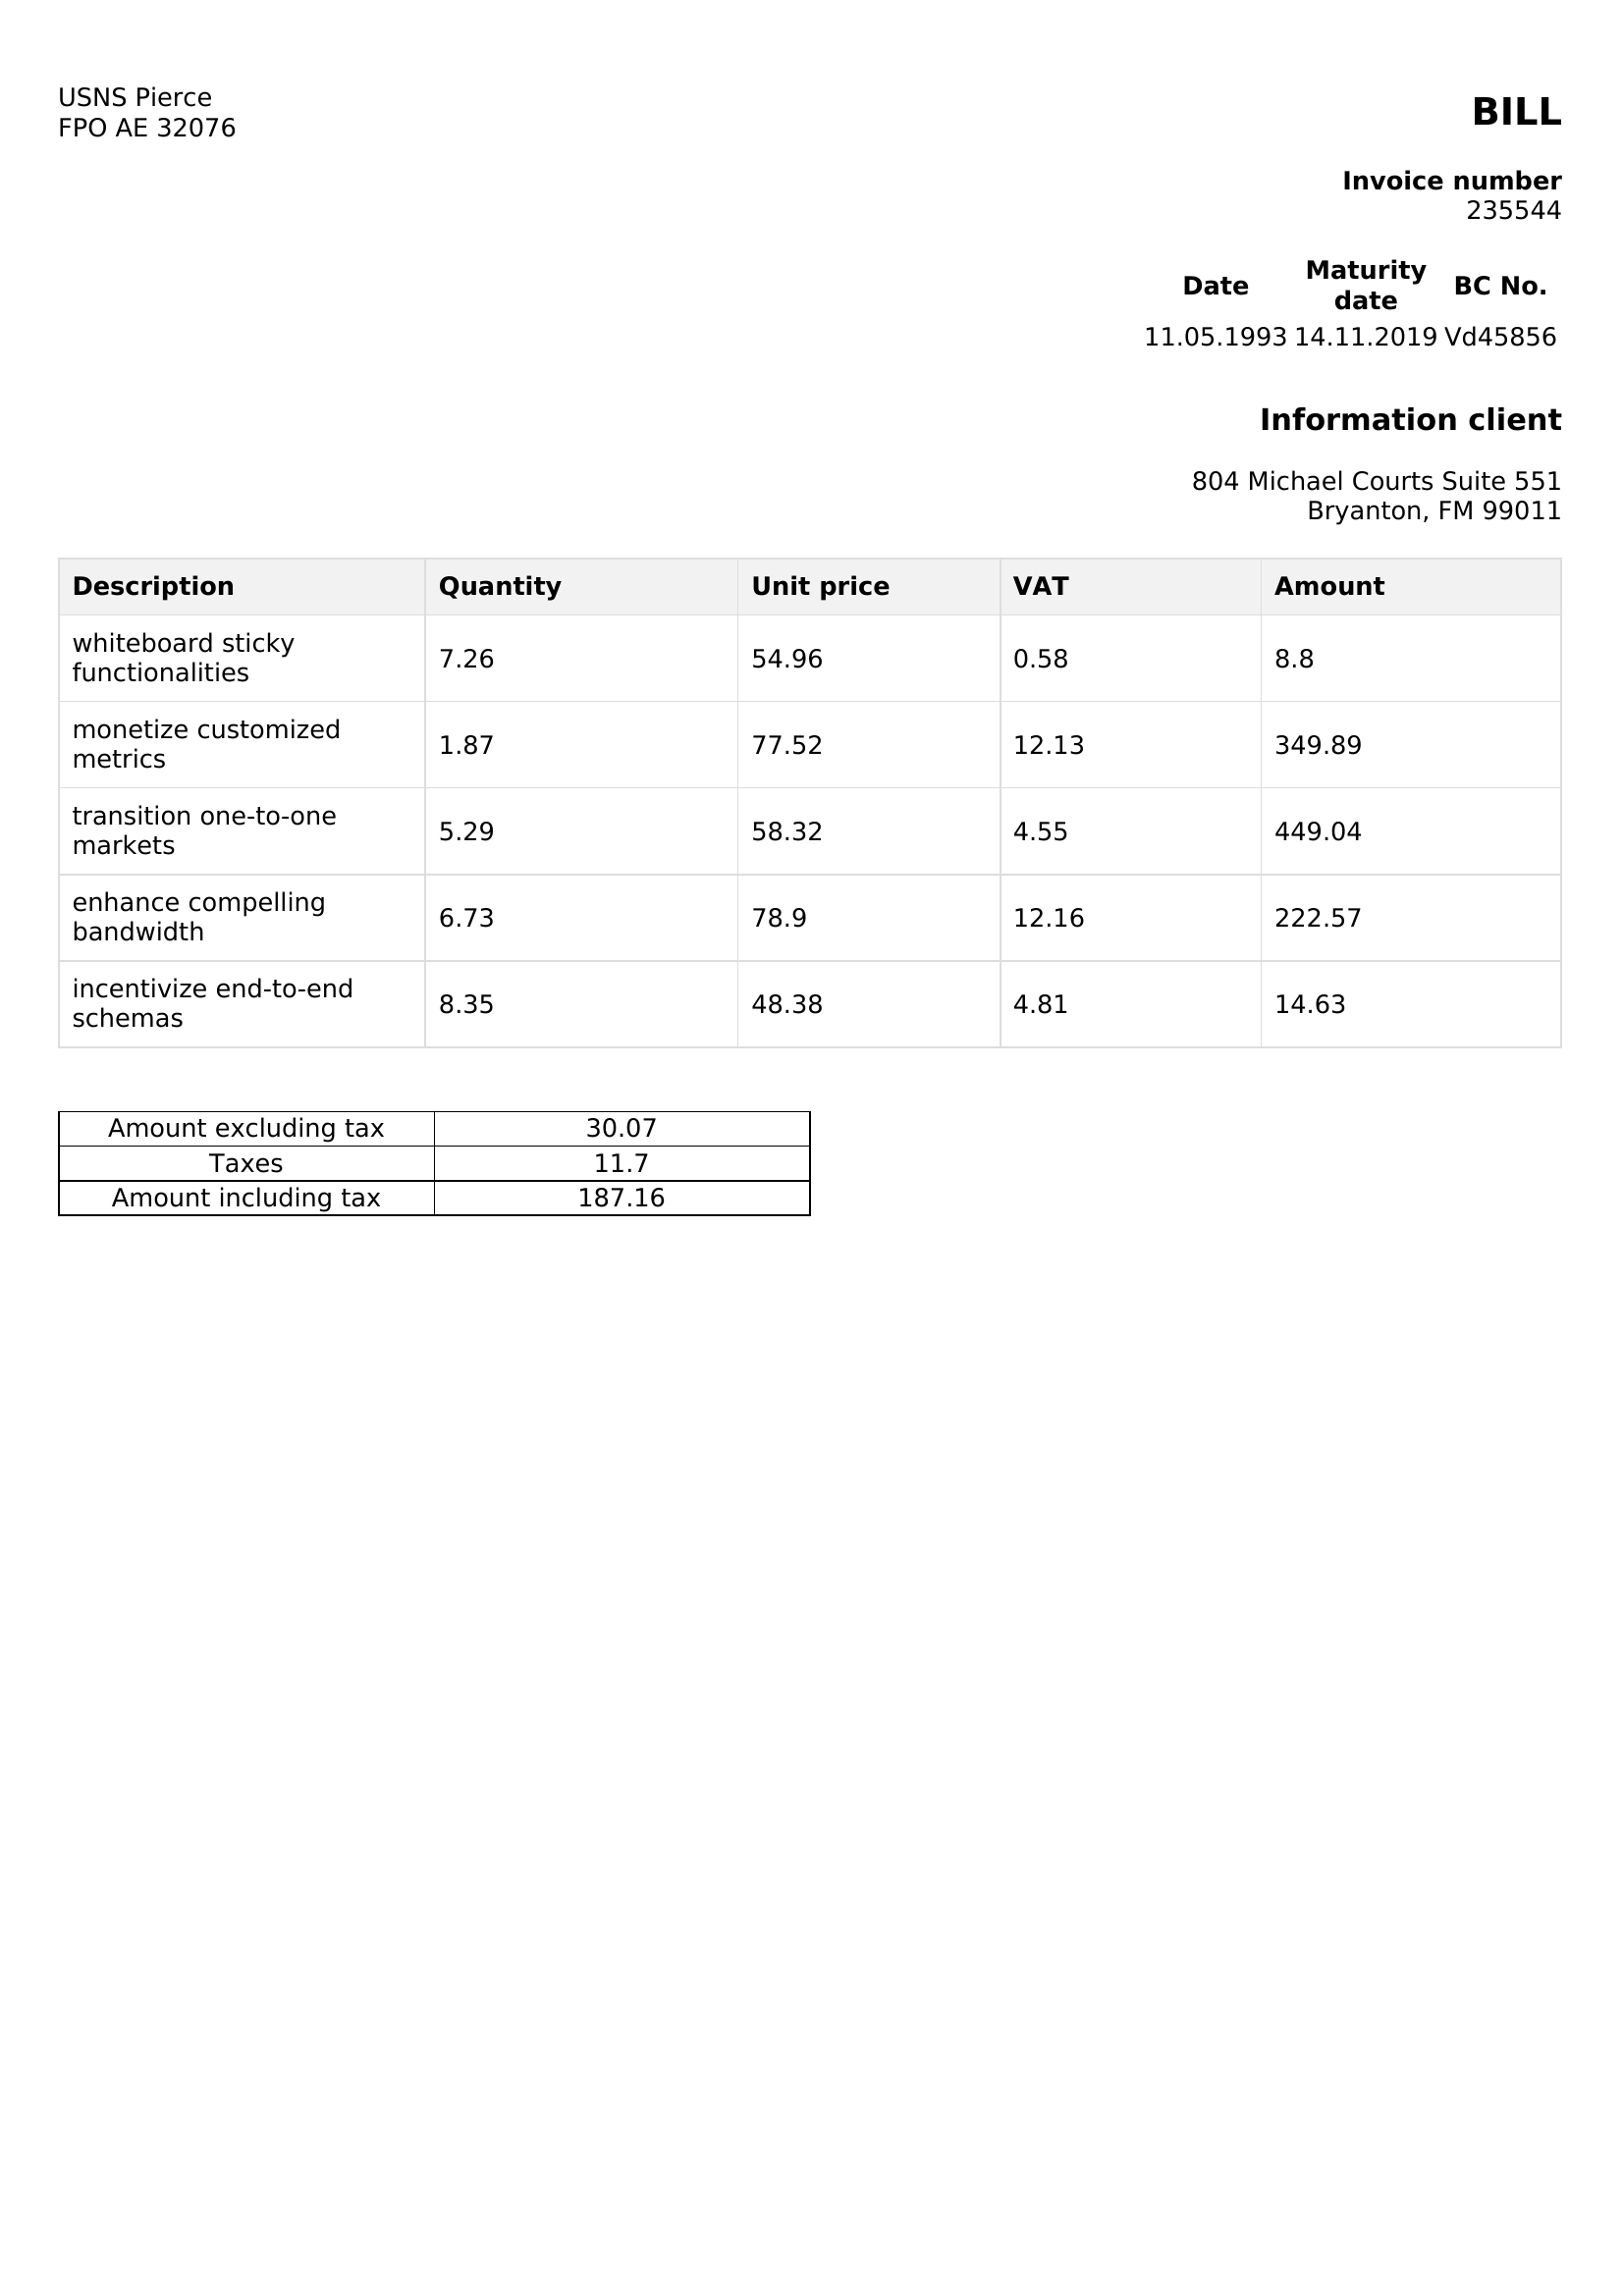 USNS Pierce
FPO AE 32076
BILL
Invoice number
235544
Date Maturity date BC No.
11.05.1993 14.11.2019 Vd45856
Information client
804 Michael Courts Suite 551
Bryanton, FM 99011
Description Quantity Unit price VAT Amount
whiteboard sticky
functionalities 7.26 54.96 0.58 8.8
monetize customized
metrics 1.87 77.52 12.13 349.89
transition one-to-one
markets 5.29 58.32 4.55 449.04
enhance compelling
bandwidth 6.73 78.9 12.16 222.57
incentivize end-to-end
schemas 8.35 48.38 4.81 14.63
Amount excluding tax 30.07
Taxes 11.7
Amount including tax 187.16